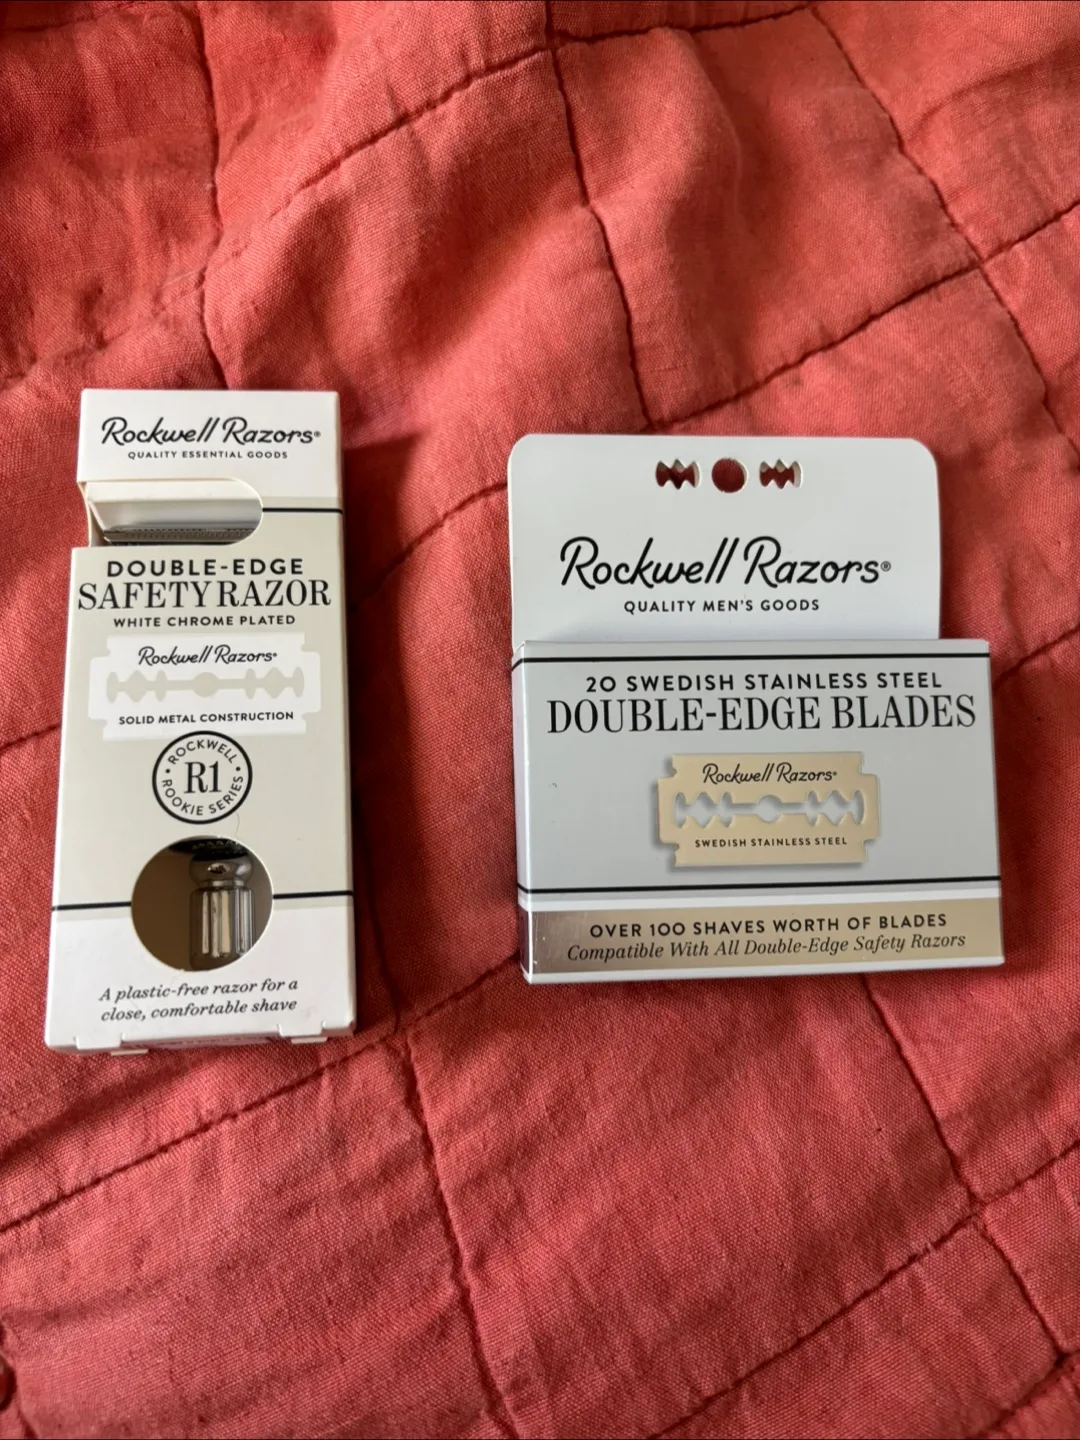 Rockwell Razors®
QUALITY ESSENTIAL GOODS
DOUBLE-EDGE
SAFETY RAZOR
WHITE CHROME PLATED
Rockwell Razors®
SOLID METAL CONSTRUCTION
ROCKWELL
R1
ROOKIE SERIES
A plastic-free razor for a
close, comfortable shave
Rockwell Razors®
QUALITY MEN'S GOODS
20 SWEDISH STAINLESS STEEL
DOUBLE-EDGE BLADES
Rockwell Razors®
SWEDISH STAINLESS STEEL
OVER 100 SHAVES WORTH OF BLADES
Compatible With All Double-Edge Safety Razors